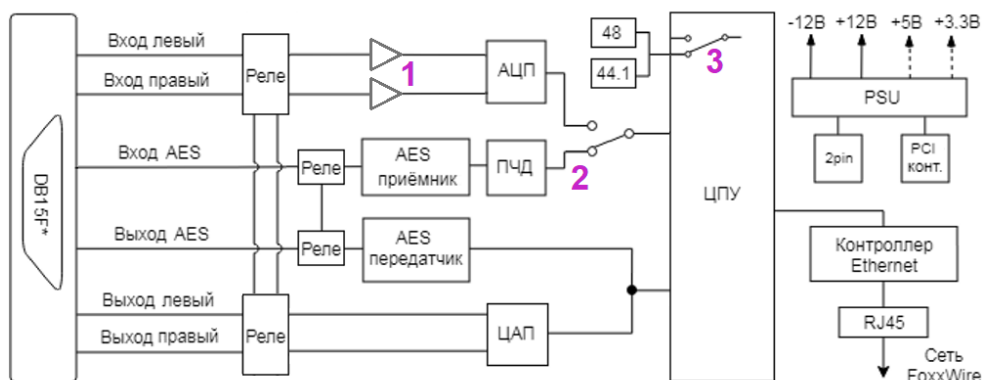 -12В
+12В
+5В
+3.3В
Вход левый
Вход правый
Реле
1
АЦП
48
44.1
3
PSU
2pin
PCI
конт.
DB15F*
Вход AES
Реле
AES
приёмник
ПЧД
2
ЦПУ
Выход AES
Реле
AES
передатчик
Контроллер
Ethernet
Выход левый
Выход правый
Реле
ЦАП
RJ45
Сеть
FoxxWire